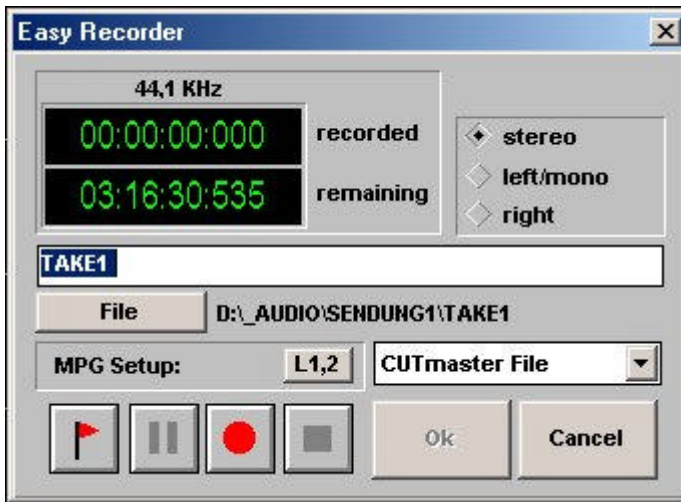 Easy Recorder
44,1 KHz
00:00:00:000 recorded
03:16:30:535 remaining
stereo
left/mono
right
TAKE1
File D:\_AUDIO\SENDUNG1\TAKE1
MPG Setup: L1,2 CUTmaster File
Ok Cancel